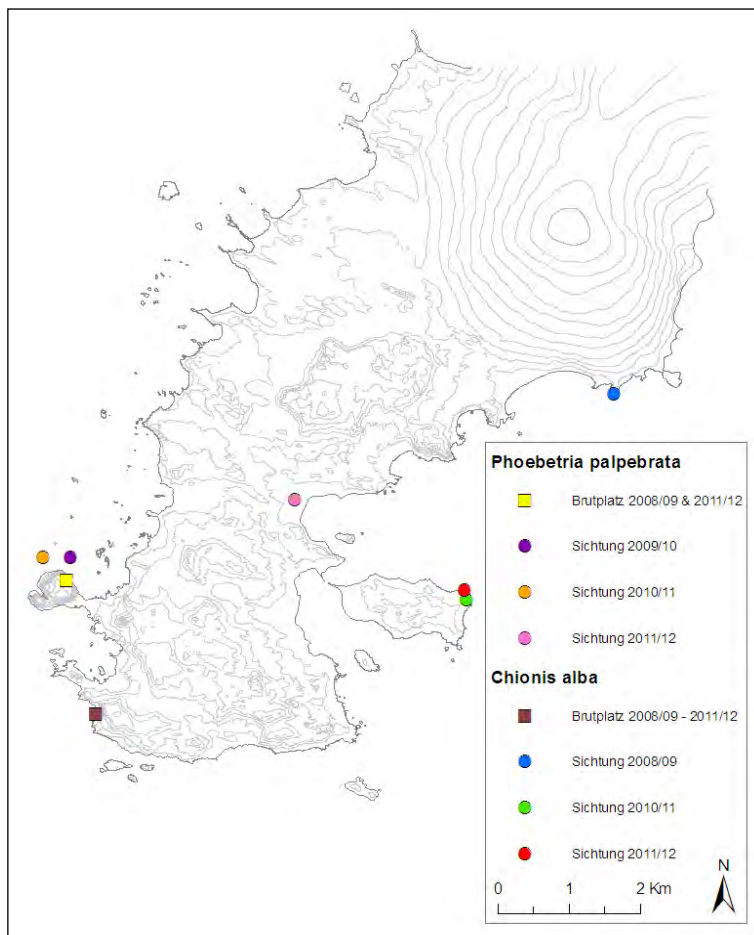 Phoebetria palpebrata
Brutplatz 2008/09 & 2011/12
Sichtung 2009/10
Sichtung 2010/11
Sichtung 2011/12
Chionis alba
Brutplatz 2008/09 - 2011/12
Sichtung 2008/09
Sichtung 2010/11
Sichtung 2011/12
0 1 2 Km
N